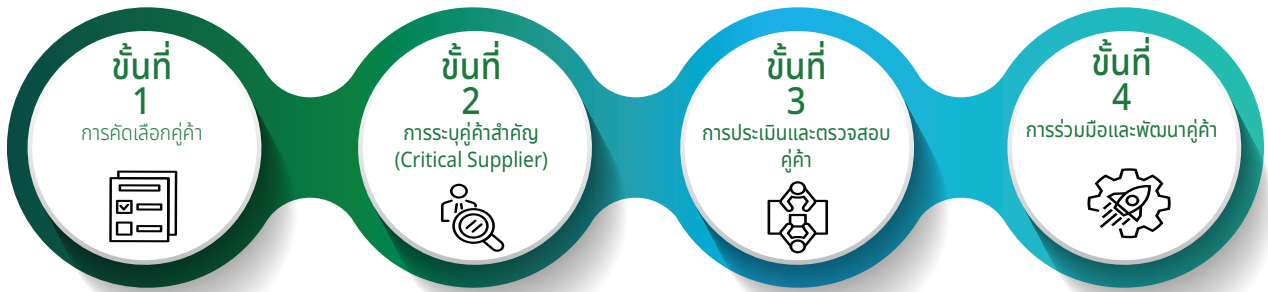 ขั้นที่
1
การคัดเลือกคู่ค้า
ขั้นที่
2
การระบุคู่ค้าสำคัญ
(Critical Supplier)
ขั้นที่
3
การประเมินและตรวจสอบ
คู่ค้า
ขั้นที่
4
การร่วมมือและพัฒนาคู่ค้า